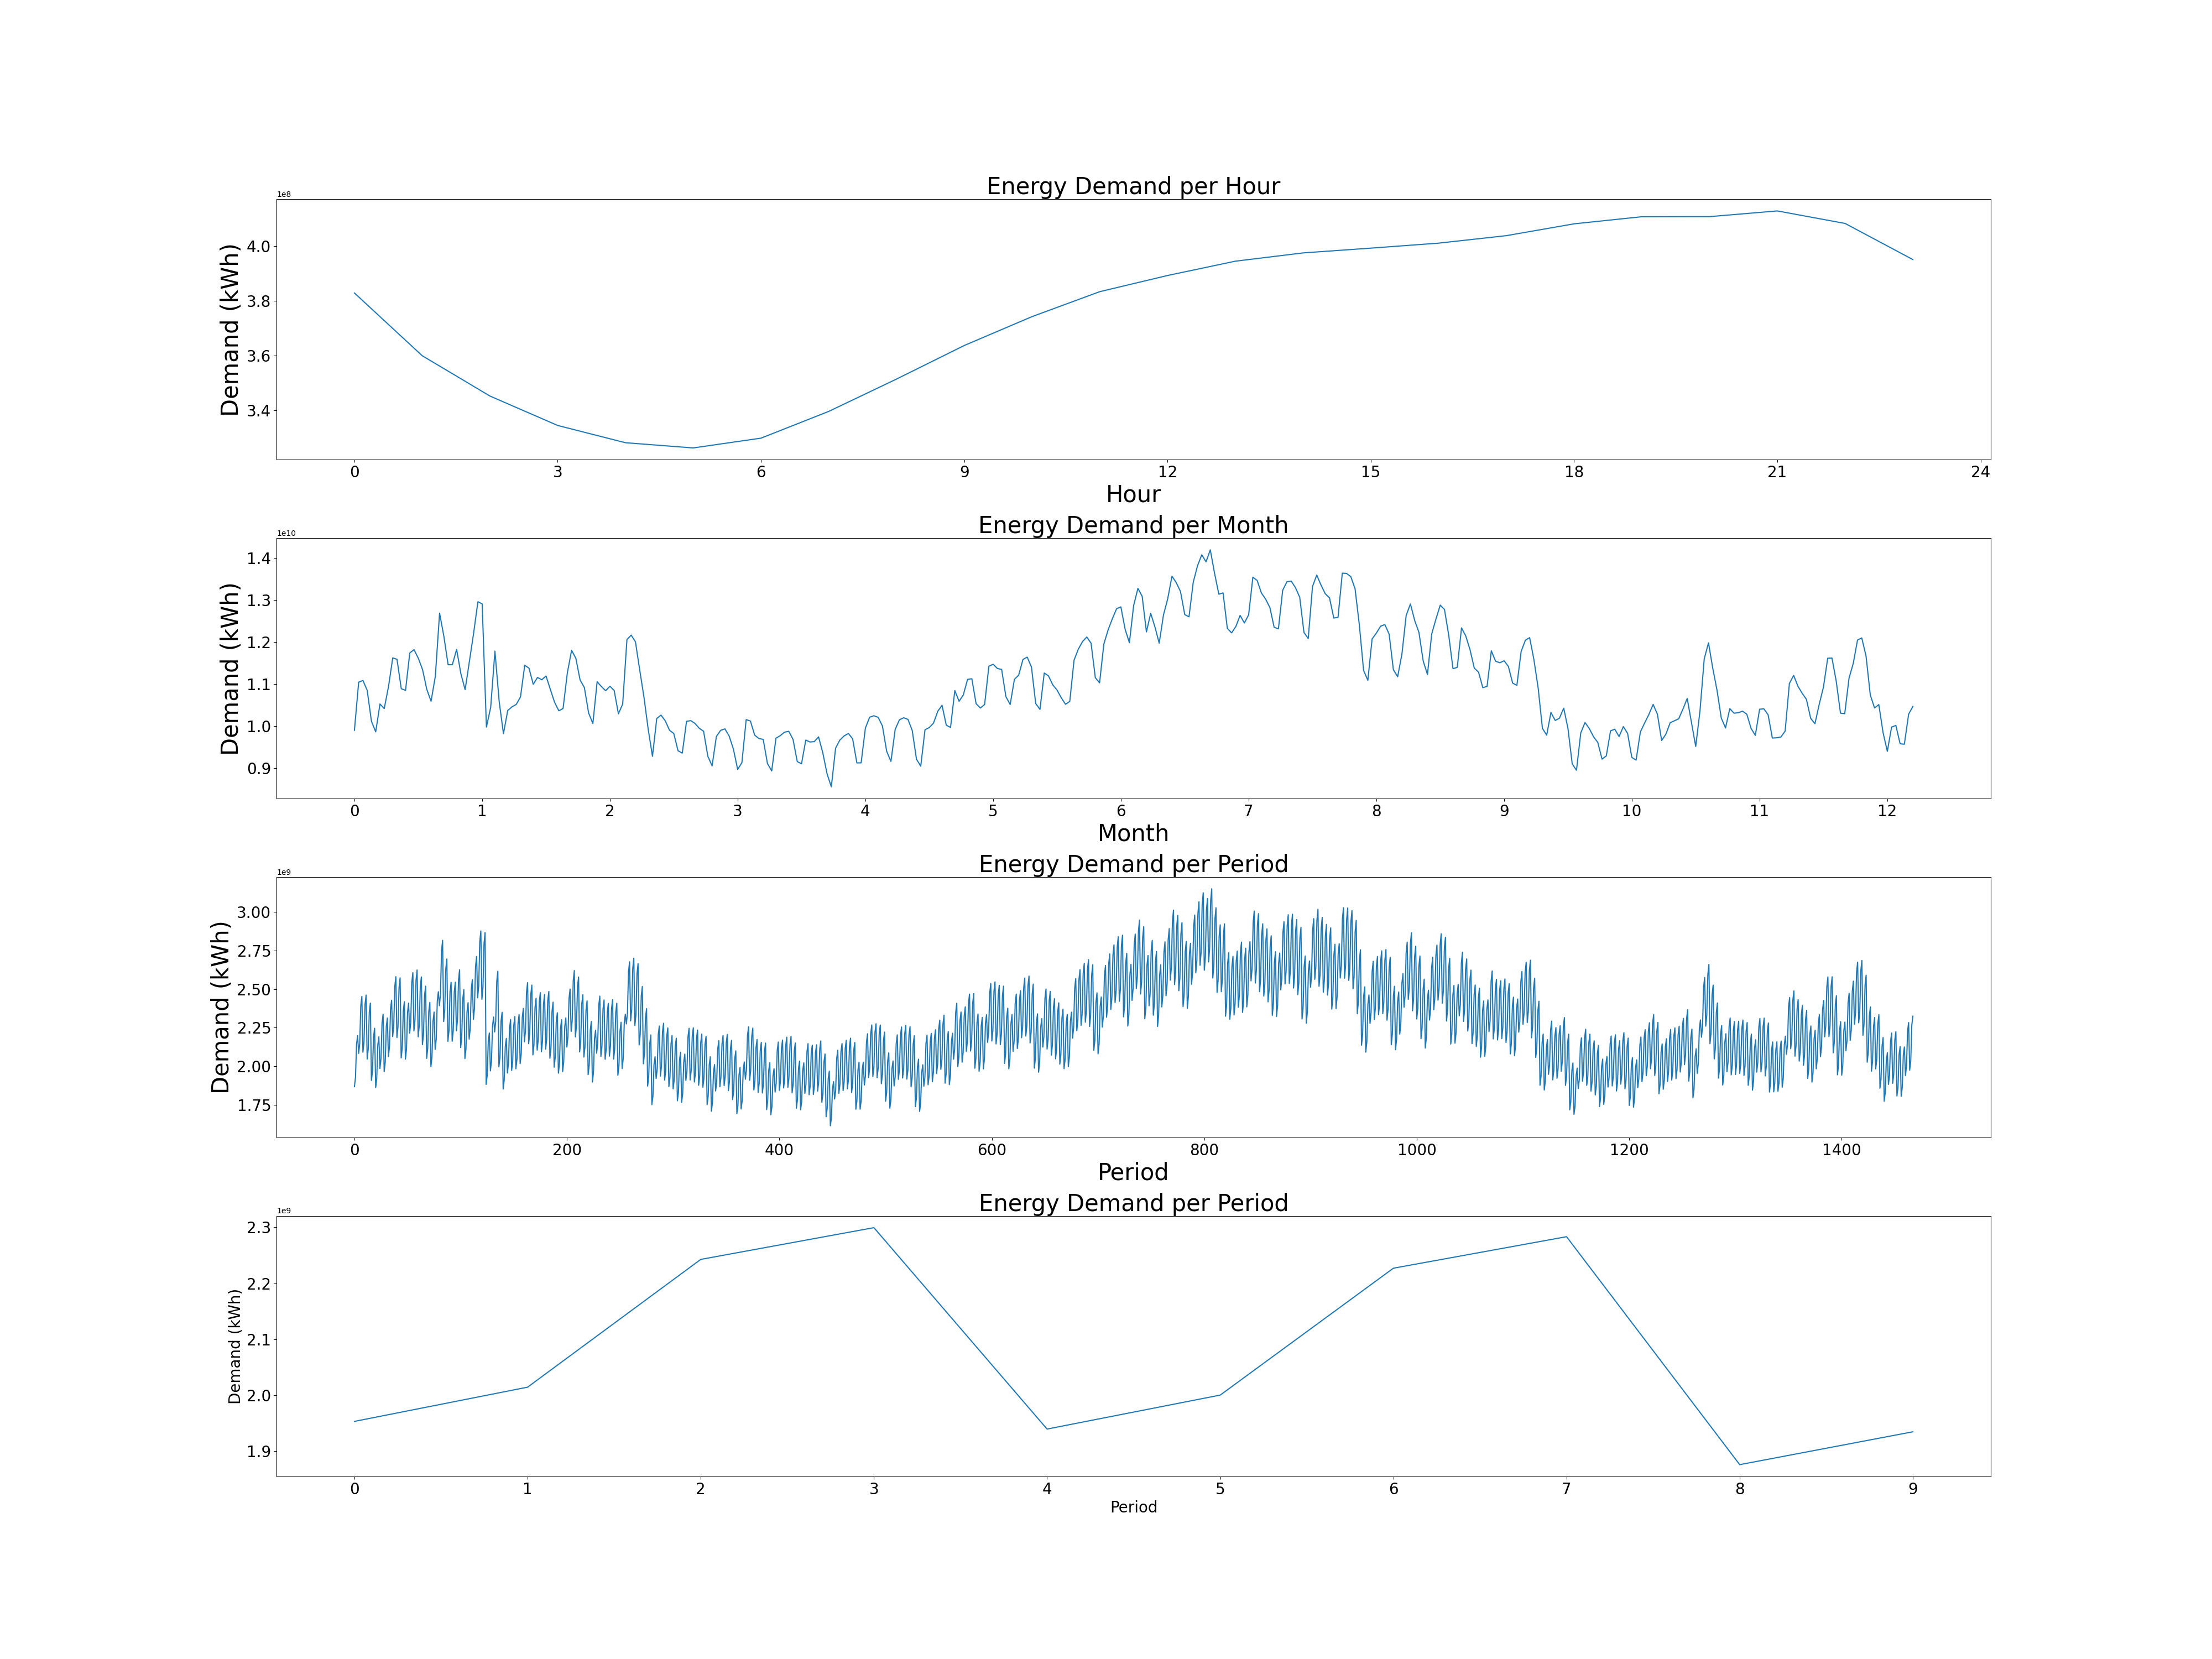 Energy Demand per Hour
1e8
Demand (kWh)
4.0
3.8
3.6
3.4
0 3 6 9 12 15 18 21 24
Hour
Energy Demand per Month
1e10
Demand (kWh)
1.4
1.3
1.2
1.1
1.0
0.9
0 1 2 3 4 5 6 7 8 9 10 11 12
Month
Energy Demand per Period
1e9
Demand (kWh)
3.00
2.75
2.50
2.25
2.00
1.75
0 200 400 600 800 1000 1200 1400
Period
Energy Demand per Period
1e9
Demand (kWh)
2.3
2.2
2.1
2.0
1.9
0 1 2 3 4 5 6 7 8 9
Period